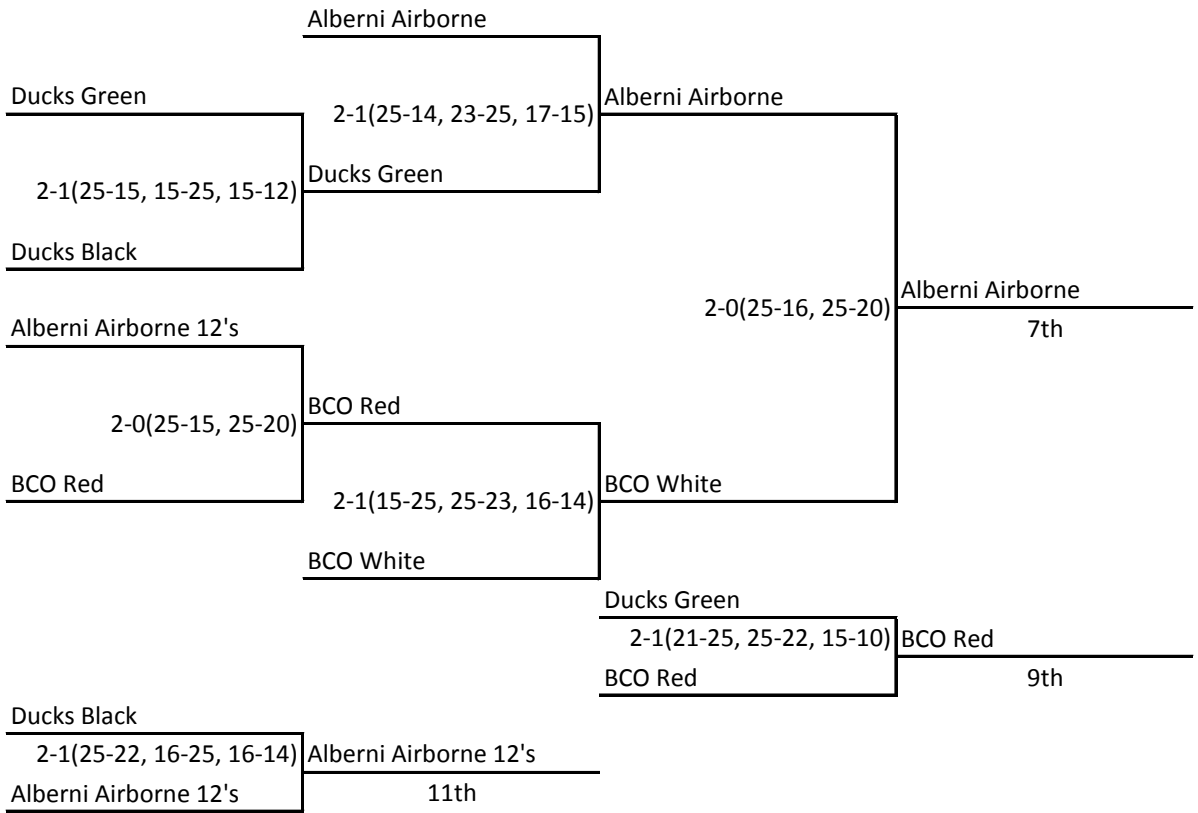 Alberni Airborne
Ducks Green
2-1(25-14, 23-25, 17-15)
Alberni Airborne
2-1(25-15, 15-25, 15-12)
Ducks Green
Ducks Black
2-0(25-16, 25-20)
Alberni Airborne
7th
Alberni Airborne 12's
2-0(25-15, 25-20)
BCO Red
BCO Red
2-1(15-25, 25-23, 16-14)
BCO White
BCO White
Ducks Green
2-1(21-25, 25-22, 15-10)
BCO Red
BCO Red
9th
Ducks Black
2-1(25-22, 16-25, 16-14)
Alberni Airborne 12's
Alberni Airborne 12's
11th